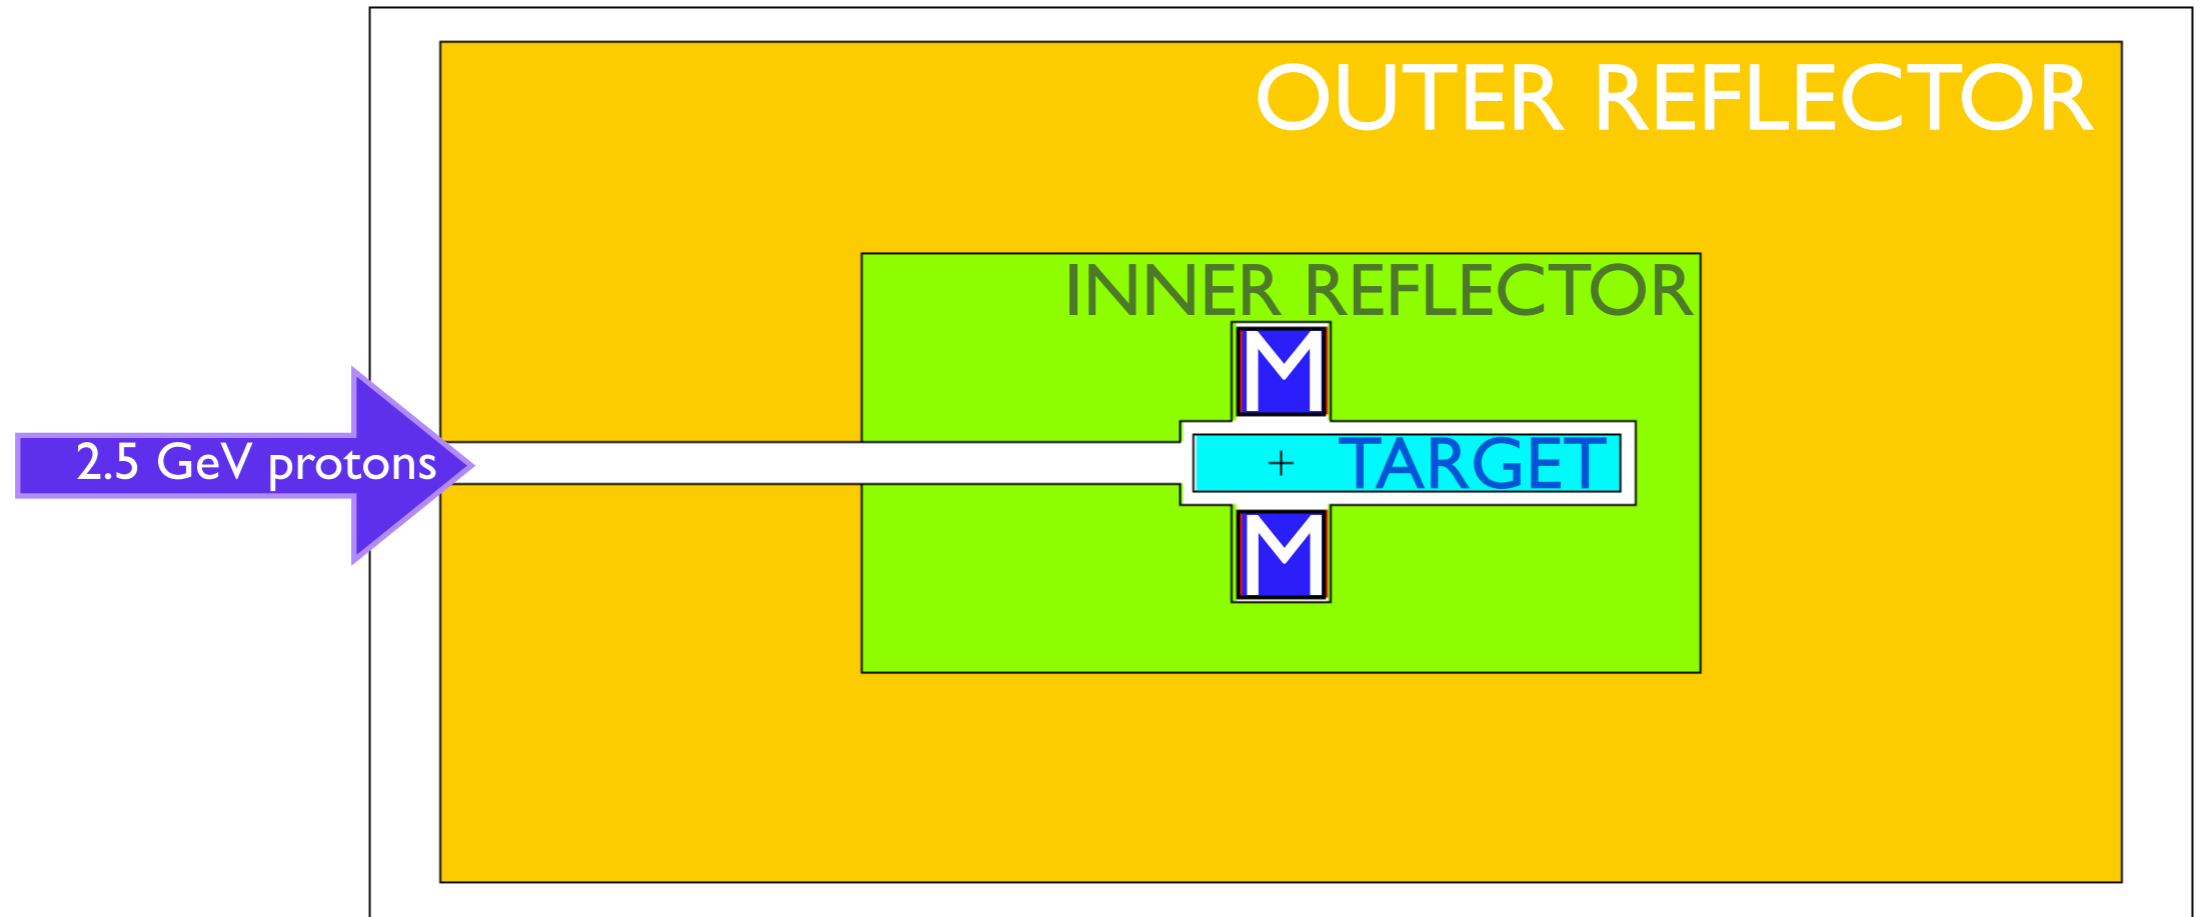 OUTER REFLECTOR
INNER REFLECTOR
M
2.5 GeV protons
TARGET
M